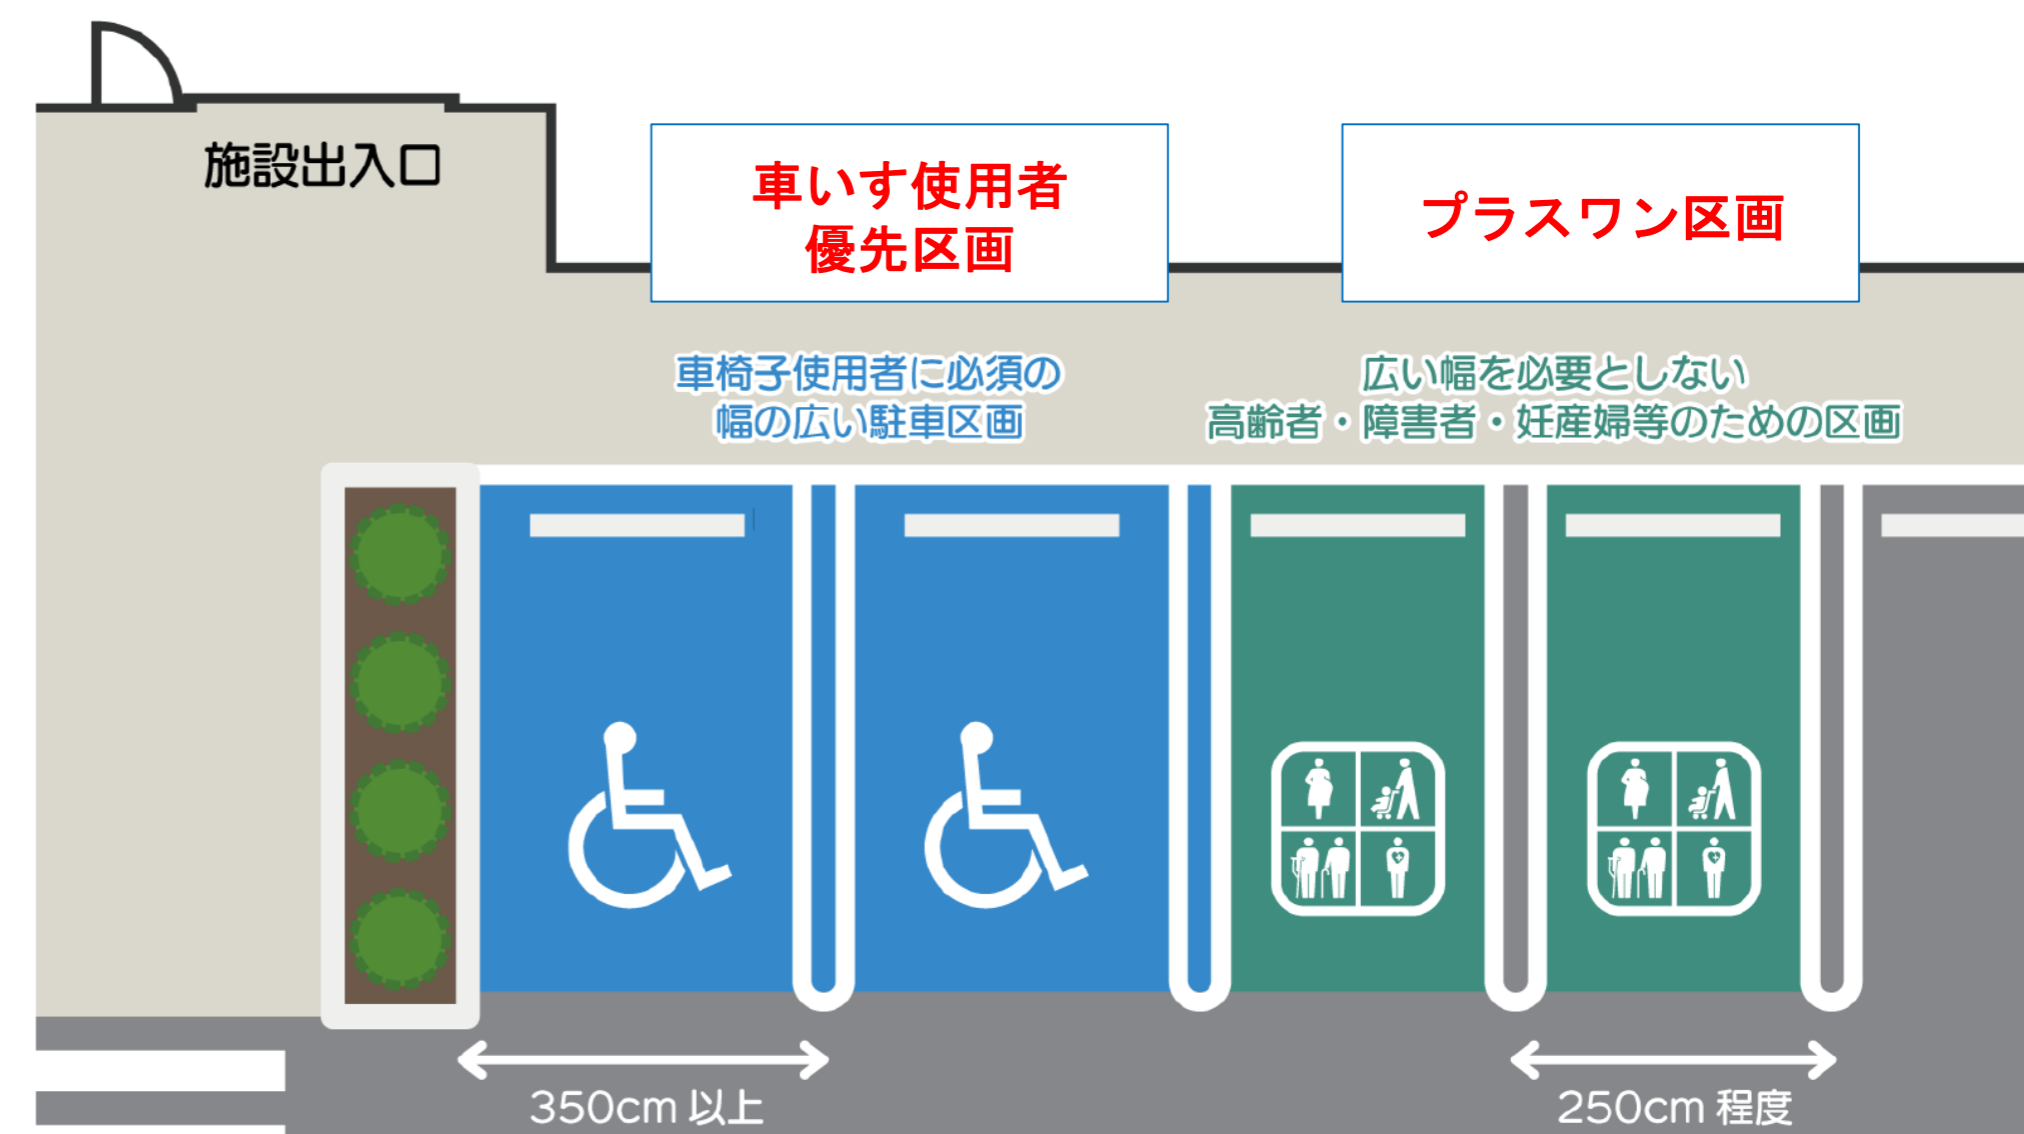 施設出入口
車いす使用者
優先区画
プラスワン区画
車椅子使用者に必須の
幅の広い駐車区画
広い幅を必要としない
高齢者・障害者・妊産婦等のための区画
350cm 以上
250cm 程度